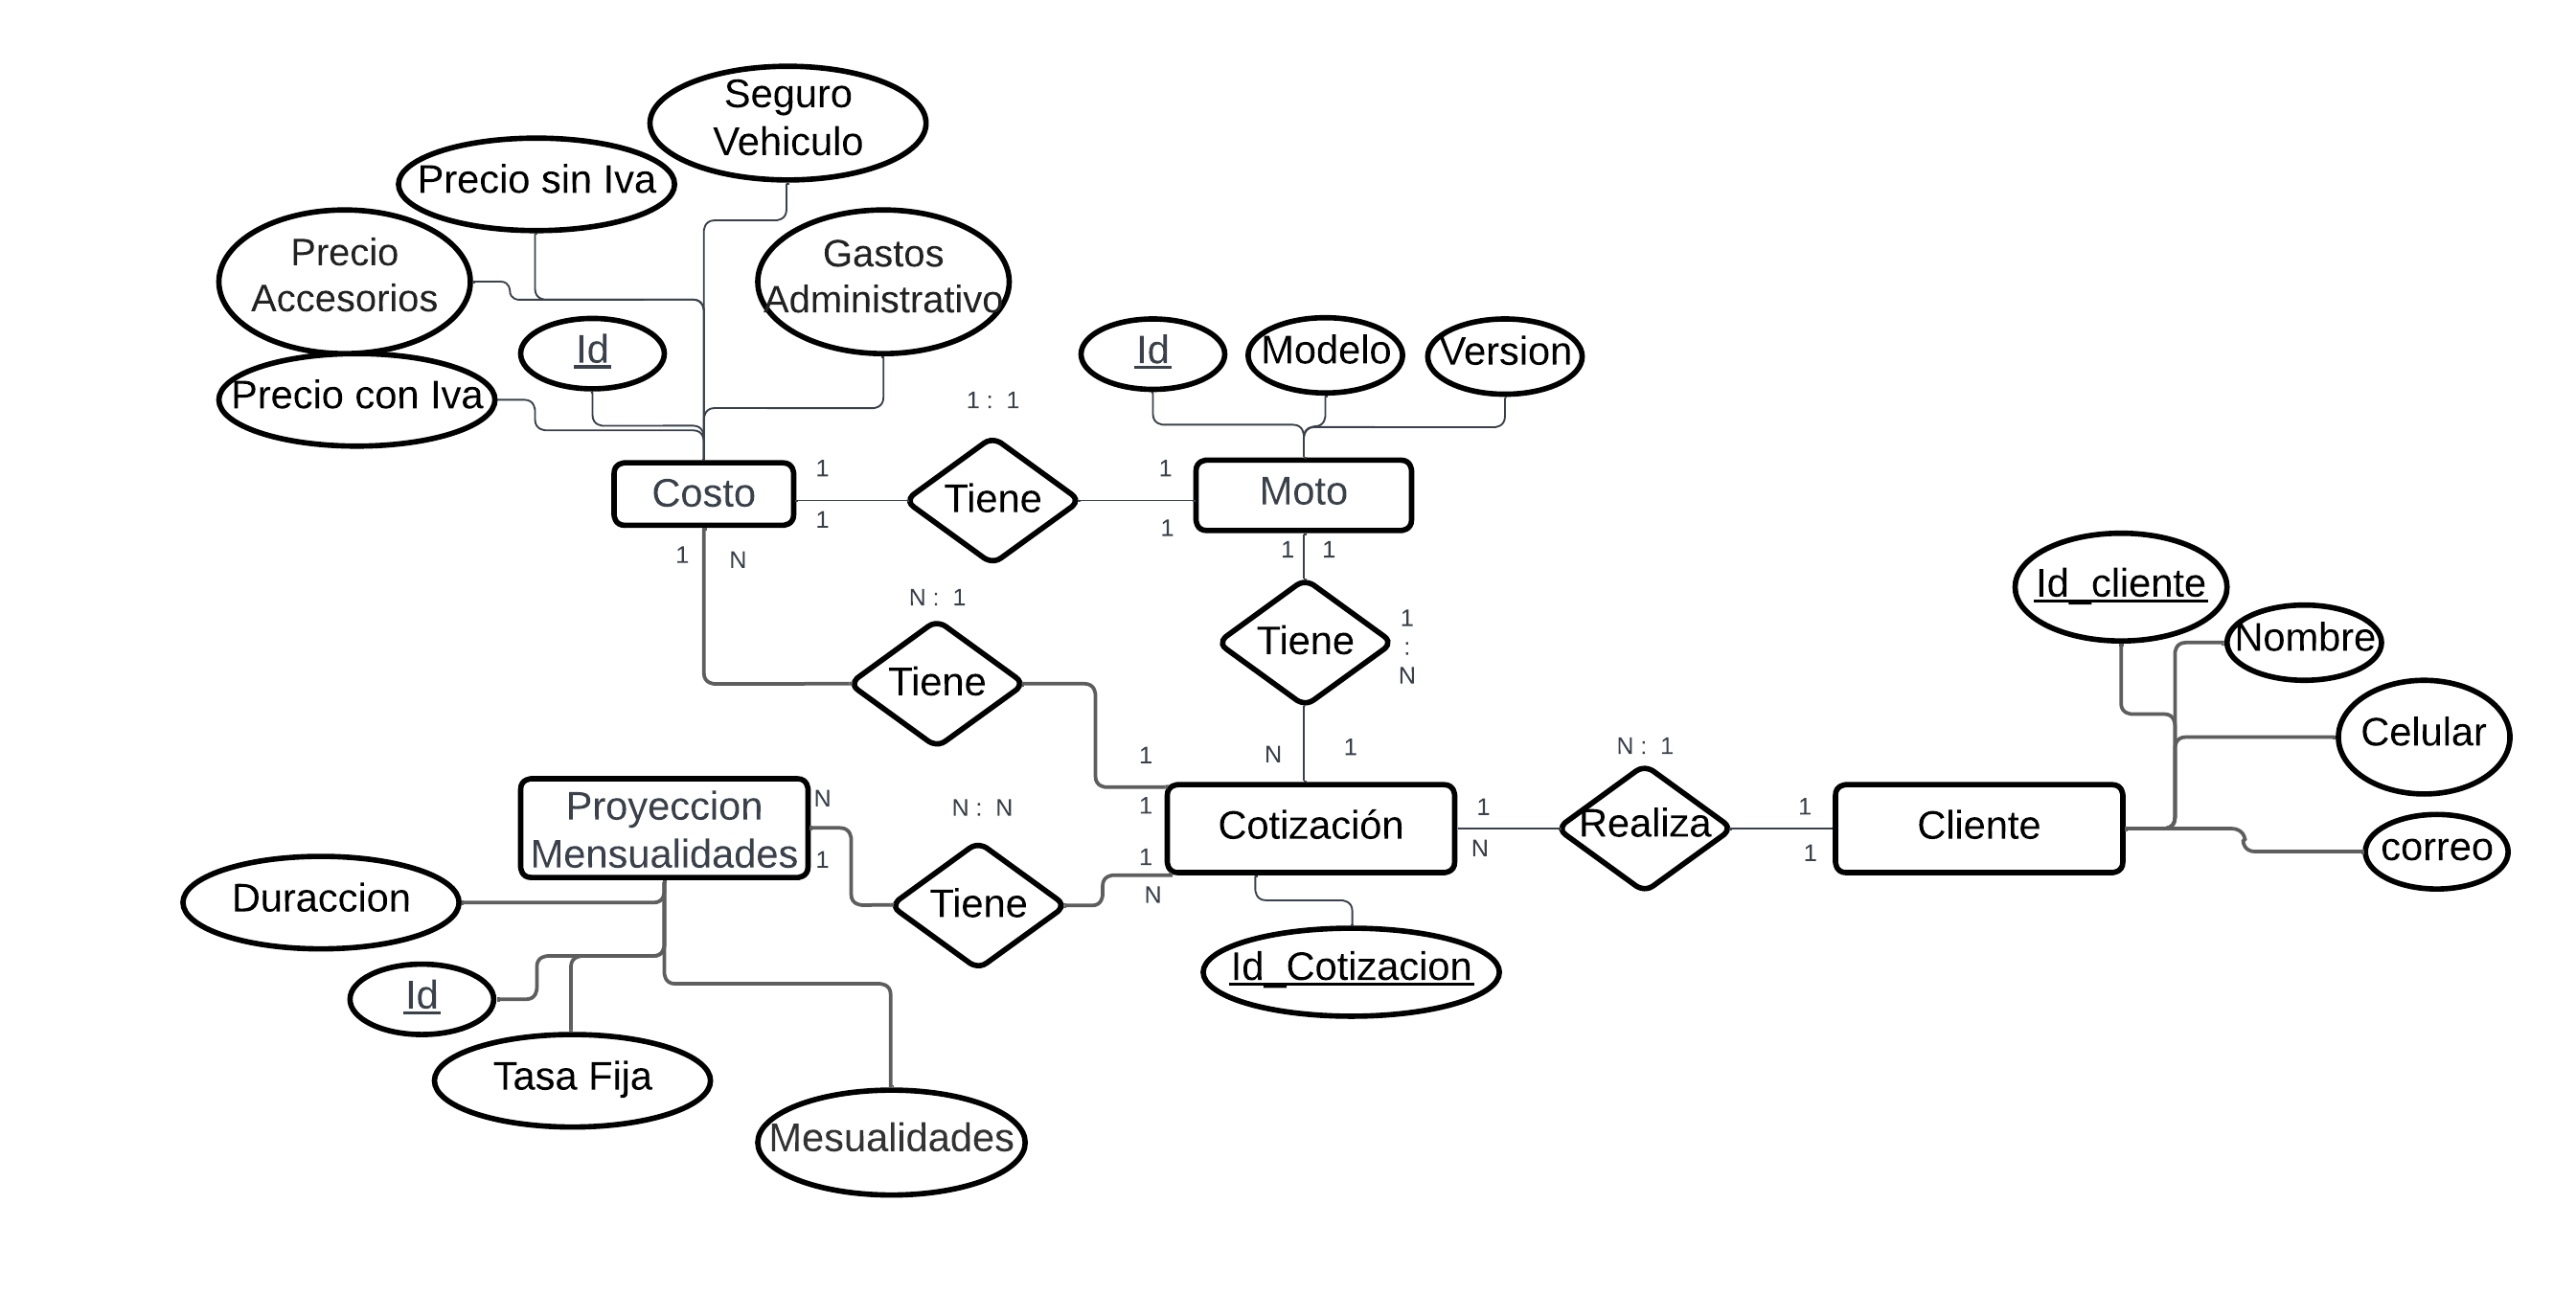 Seguro
Vehiculo
Precio sin Iva
Precio
Accesorios
Gastos
Administrativo
Id
Precio con Iva
Id
Modelo
Version
1 : 1
Costo
1
1
Tiene
1
1
Moto
1
N
1
1
N : 1
Tiene
Tiene
1
:
N
Id_cliente
Nombre
Celular
correo
1
N
1
N : 1
Proyeccion
Mensualidades
N
1
N : N
Tiene
1
1
N
Cotización
1
N
Realiza
1
1
Cliente
Duraccion
Id
Tasa Fija
Mesualidades
Id_Cotizacion